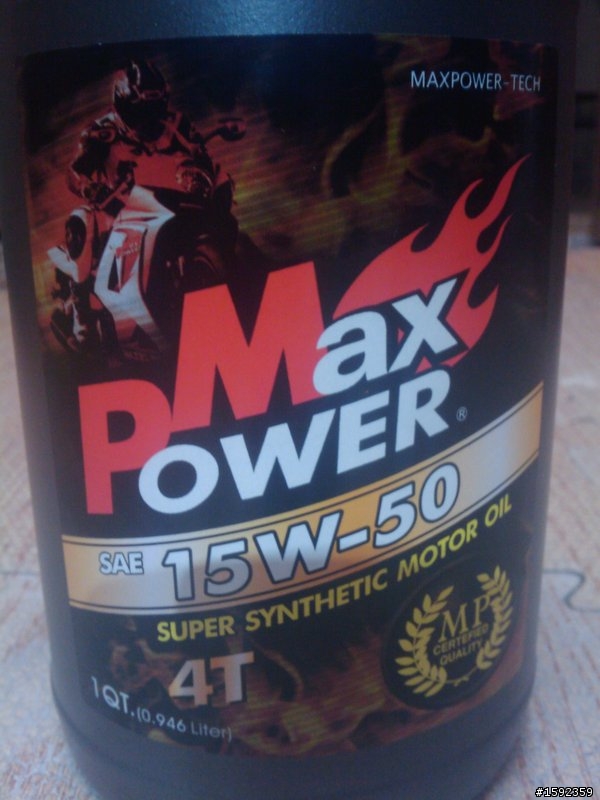 MAXPOWER-TECH
Max
POWER®
SAE 15W-50
SUPER SYNTHETIC MOTOR OIL
4T
MP
CERTIFIED
QUALITY
1QT.(0.946 Liter)
#1592359